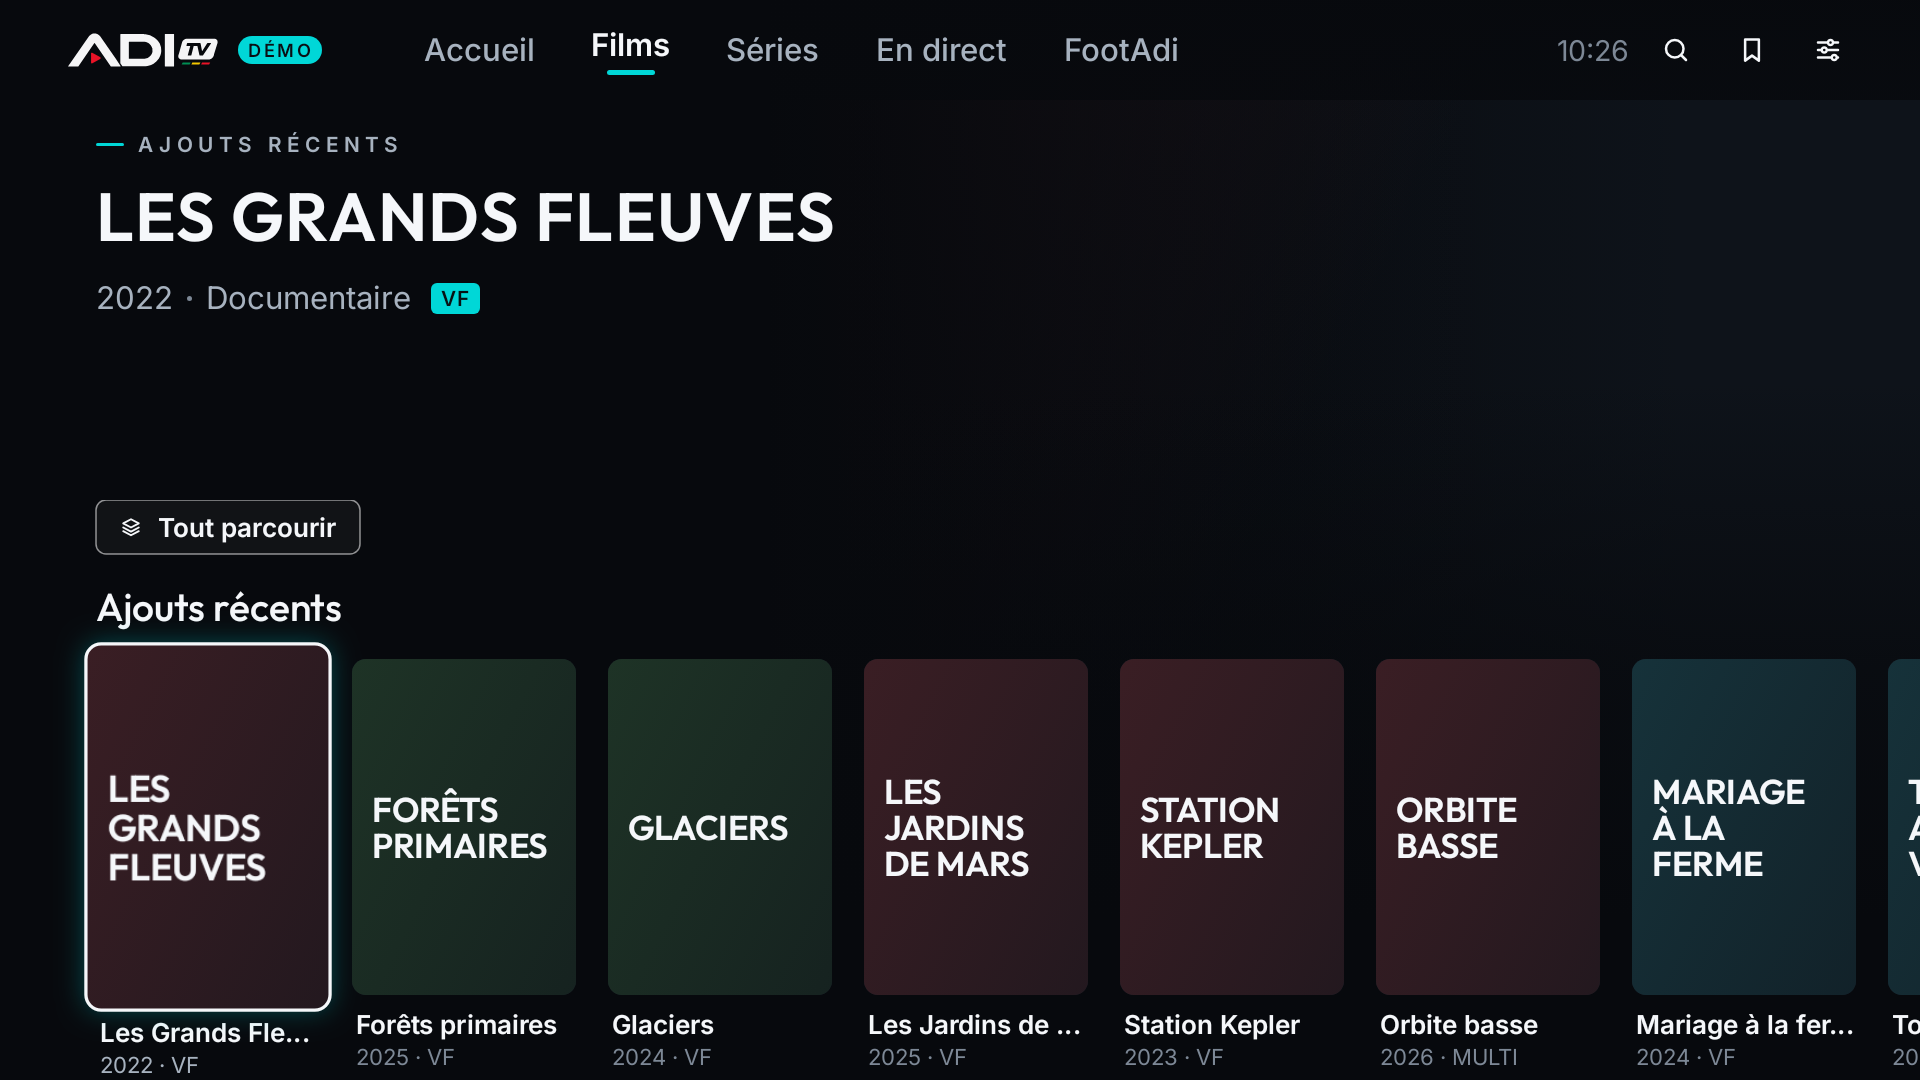 ADI TV DÉMO Accueil Films Séries En direct FootAdi 10:26
AJOUTS RÉCENTS
LES GRANDS FLEUVES
2022 · Documentaire VF
Tout parcourir
Ajouts récents
LES
GRANDS
FLEUVES
FORÊTS
PRIMAIRES
GLACIERS
LES
JARDINS
DE MARS
STATION
KEPLER
ORBITE
BASSE
MARIAGE
À LA
FERME
Les Grands Fle...
2022 · VF
Forêts primaires
2025 · VF
Glaciers
2024 · VF
Les Jardins de ...
2025 · VF
Station Kepler
2023 · VF
Orbite basse
2026 · MULTI
Mariage à la fer...
2024 · VF